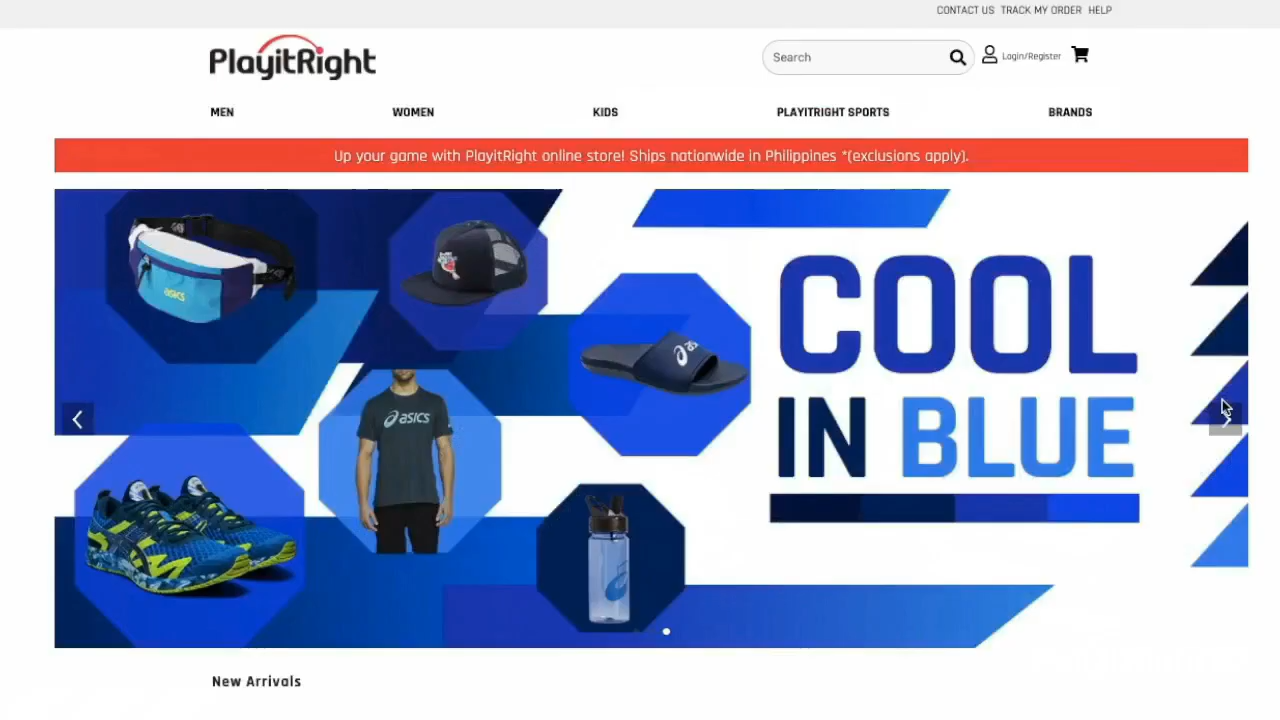 CONTACT US TRACK MY ORDER HELP
PlayitRight
Search
Login/Register
MEN WOMEN KIDS PLAYITRIGHT SPORTS BRANDS
Up your game with PlayitRight online store! Ships nationwide in Philippines *(exclusions apply).
asics
asics
COOL
IN BLUE
New Arrivals